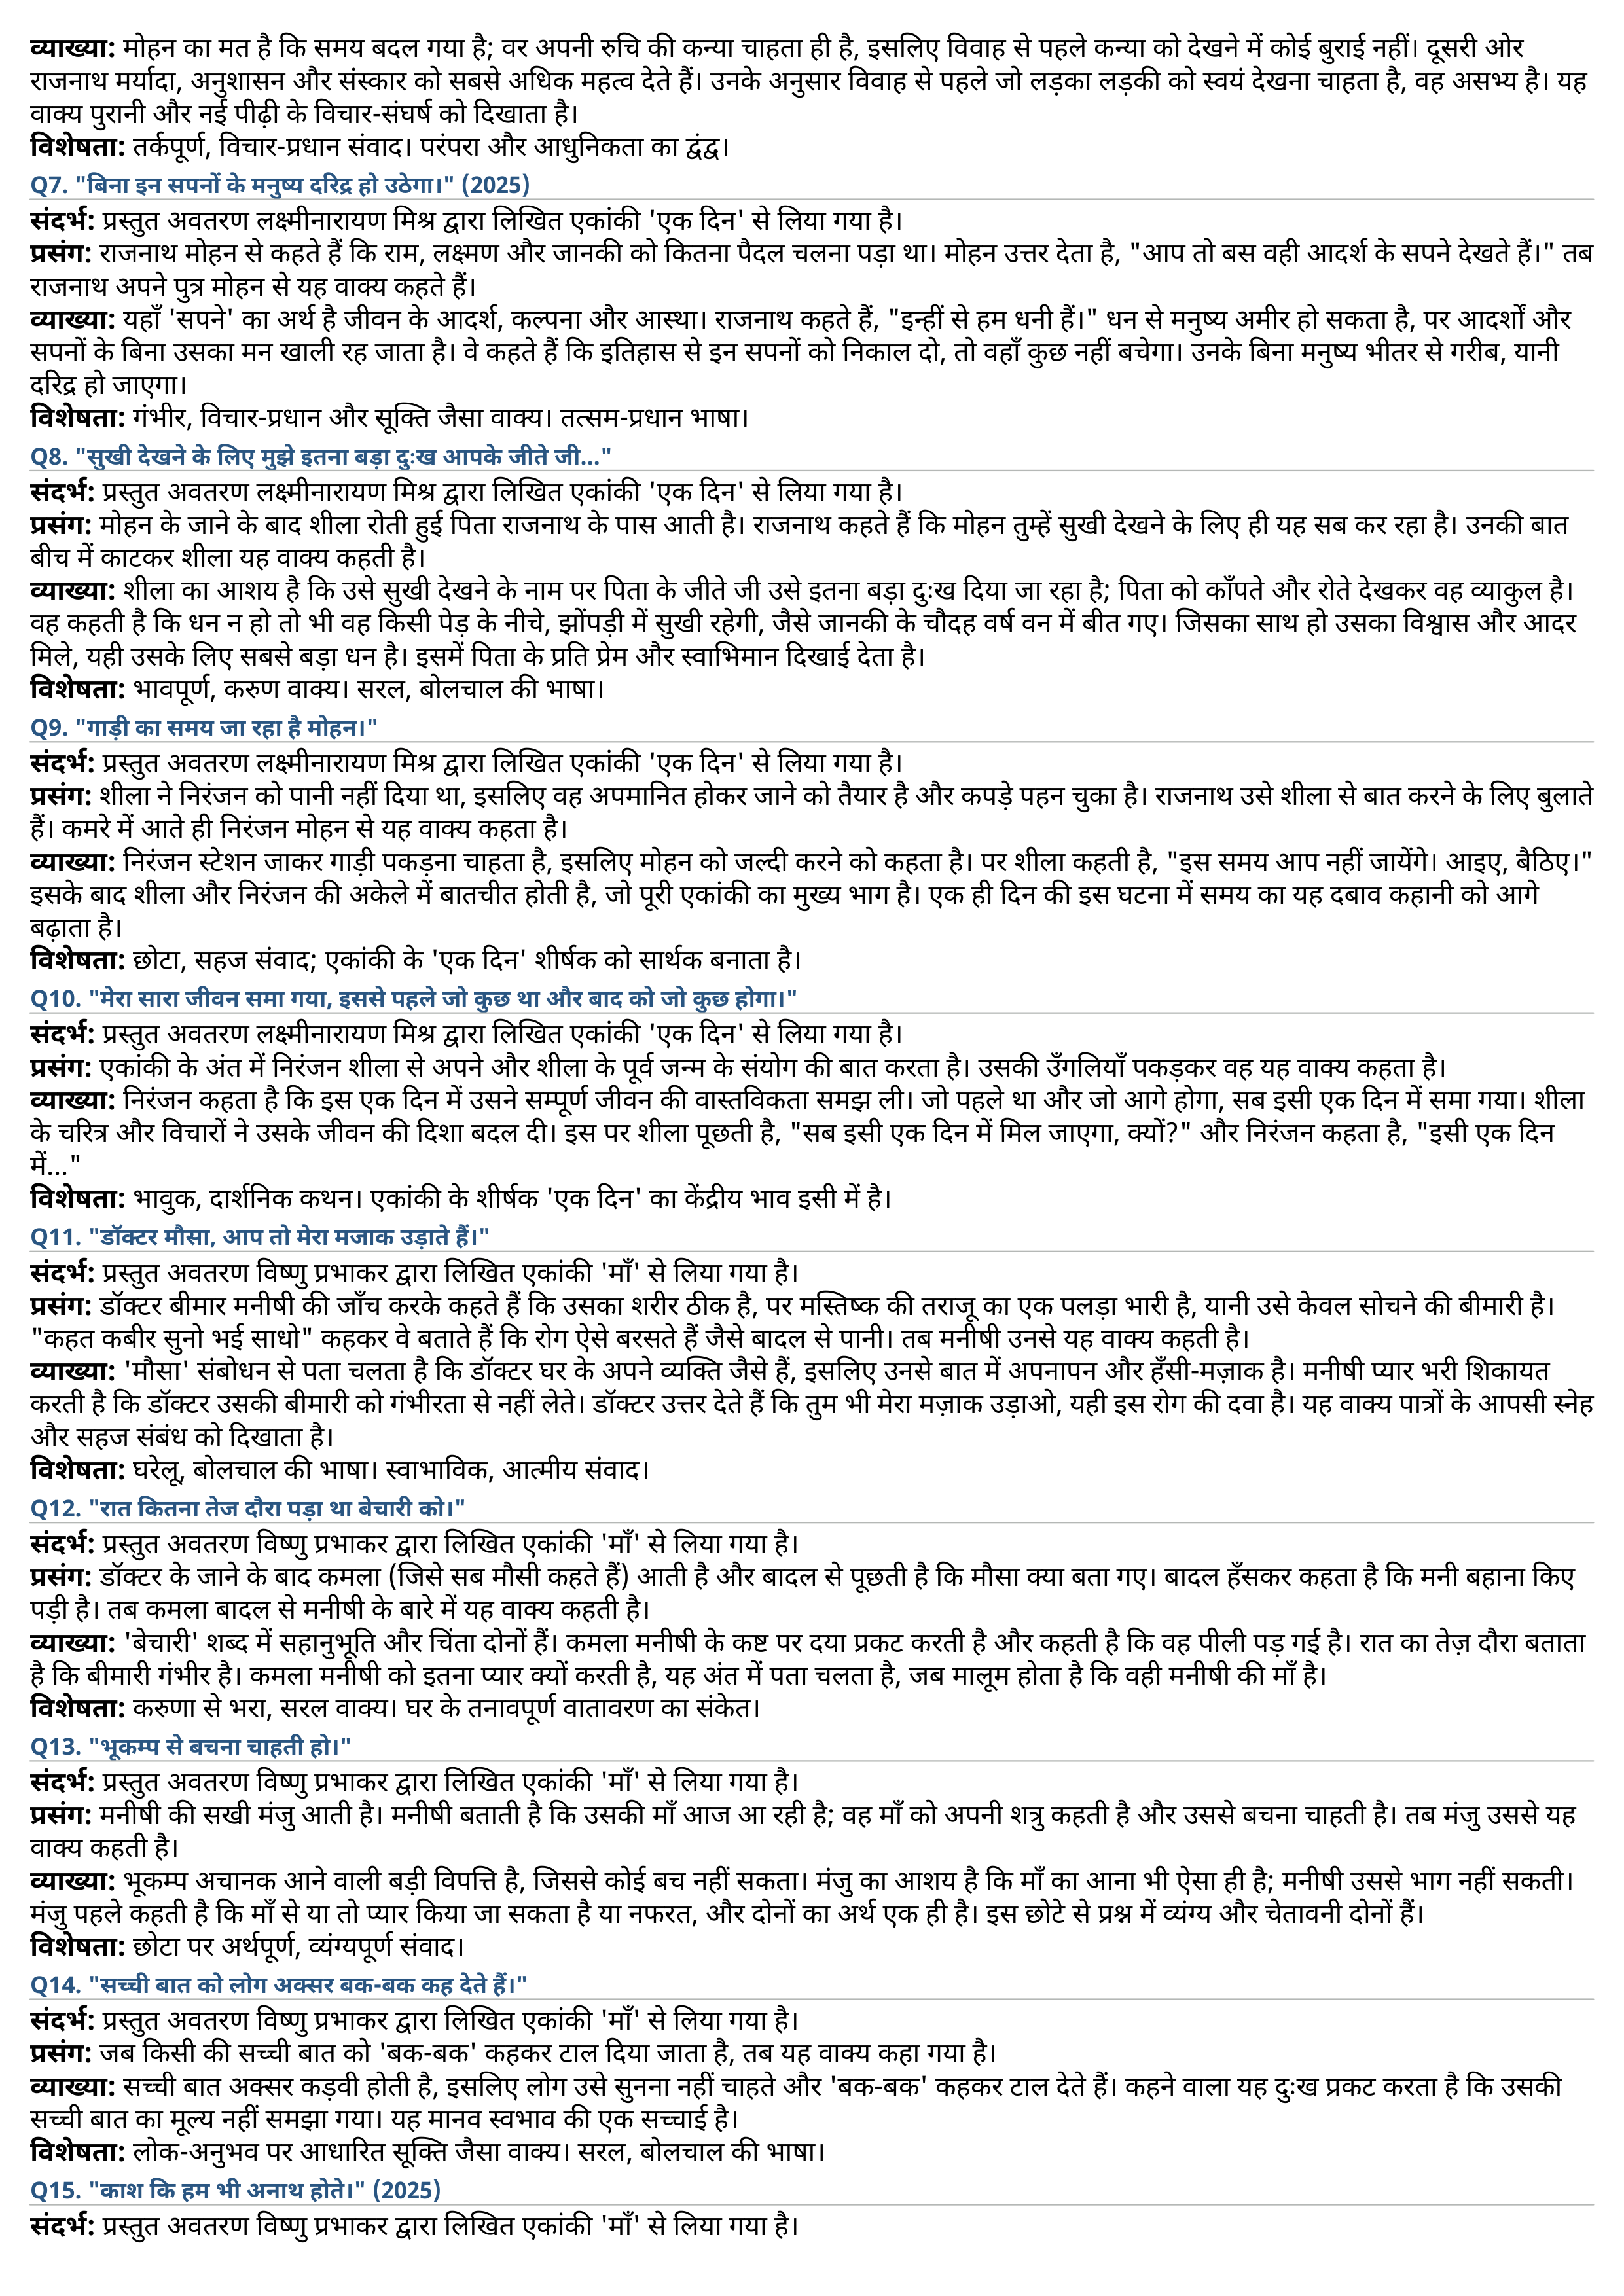 व्याख्या: मोहन का मत है कि समय बदल गया है; वर अपनी रुचि की कन्या चाहता ही है, इसलिए विवाह से पहले कन्या को देखने में कोई बुराई नहीं। दूसरी ओर
राजनाथ मर्यादा, अनुशासन और संस्कार को सबसे अधिक महत्व देते हैं। उनके अनुसार विवाह से पहले जो लड़का लड़की को स्वयं देखना चाहता है, वह असभ्य है। यह
वाक्य पुरानी और नई पीढ़ी के विचार-संघर्ष को दिखाता है।
विशेषता: तर्कपूर्ण, विचार-प्रधान संवाद। परंपरा और आधुनिकता का द्वंद्व।
Q7. "बिना इन सपनों के मनुष्य दरिद्र हो उठेगा।" (2025)
संदर्भ: प्रस्तुत अवतरण लक्ष्मीनारायण मिश्र द्वारा लिखित एकांकी 'एक दिन' से लिया गया है।
प्रसंग: राजनाथ मोहन से कहते हैं कि राम, लक्ष्मण और जानकी को कितना पैदल चलना पड़ा था। मोहन उत्तर देता है, "आप तो बस वही आदर्श के सपने देखते हैं।" तब
राजनाथ अपने पुत्र मोहन से यह वाक्य कहते हैं।
व्याख्या: यहाँ 'सपने' का अर्थ है जीवन के आदर्श, कल्पना और आस्था। राजनाथ कहते हैं, "इन्हीं से हम धनी हैं।" धन से मनुष्य अमीर हो सकता है, पर आदर्शों और
सपनों के बिना उसका मन खाली रह जाता है। वे कहते हैं कि इतिहास से इन सपनों को निकाल दो, तो वहाँ कुछ नहीं बचेगा। उनके बिना मनुष्य भीतर से गरीब, यानी
दरिद्र हो जाएगा।
विशेषता: गंभीर, विचार-प्रधान और सूक्ति जैसा वाक्य। तत्सम-प्रधान भाषा।
Q8. "सुखी देखने के लिए मुझे इतना बड़ा दुःख आपके जीते जी..."
संदर्भ: प्रस्तुत अवतरण लक्ष्मीनारायण मिश्र द्वारा लिखित एकांकी 'एक दिन' से लिया गया है।
प्रसंग: मोहन के जाने के बाद शीला रोती हुई पिता राजनाथ के पास आती है। राजनाथ कहते हैं कि मोहन तुम्हें सुखी देखने के लिए ही यह सब कर रहा है। उनकी बात
बीच में काटकर शीला यह वाक्य कहती है।
व्याख्या: शीला का आशय है कि उसे सुखी देखने के नाम पर पिता के जीते जी उसे इतना बड़ा दुःख दिया जा रहा है; पिता को काँपते और रोते देखकर वह व्याकुल है।
वह कहती है कि धन न हो तो भी वह किसी पेड़ के नीचे, झोंपड़ी में सुखी रहेगी, जैसे जानकी के चौदह वर्ष वन में बीत गए। जिसका साथ हो उसका विश्वास और आदर
मिले, यही उसके लिए सबसे बड़ा धन है। इसमें पिता के प्रति प्रेम और स्वाभिमान दिखाई देता है।
विशेषता: भावपूर्ण, करुण वाक्य। सरल, बोलचाल की भाषा।
Q9. "गाड़ी का समय जा रहा है मोहन।"
संदर्भ: प्रस्तुत अवतरण लक्ष्मीनारायण मिश्र द्वारा लिखित एकांकी 'एक दिन' से लिया गया है।
प्रसंग: शीला ने निरंजन को पानी नहीं दिया था, इसलिए वह अपमानित होकर जाने को तैयार है और कपड़े पहन चुका है। राजनाथ उसे शीला से बात करने के लिए बुलाते
हैं। कमरे में आते ही निरंजन मोहन से यह वाक्य कहता है।
व्याख्या: निरंजन स्टेशन जाकर गाड़ी पकड़ना चाहता है, इसलिए मोहन को जल्दी करने को कहता है। पर शीला कहती है, "इस समय आप नहीं जायेंगे। आइए, बैठिए।"
इसके बाद शीला और निरंजन की अकेले में बातचीत होती है, जो पूरी एकांकी का मुख्य भाग है। एक ही दिन की इस घटना में समय का यह दबाव कहानी को आगे
बढ़ाता है।
विशेषता: छोटा, सहज संवाद; एकांकी के 'एक दिन' शीर्षक को सार्थक बनाता है।
Q10. "मेरा सारा जीवन समा गया, इससे पहले जो कुछ था और बाद को जो कुछ होगा।"
संदर्भ: प्रस्तुत अवतरण लक्ष्मीनारायण मिश्र द्वारा लिखित एकांकी 'एक दिन' से लिया गया है।
प्रसंग: एकांकी के अंत में निरंजन शीला से अपने और शीला के पूर्व जन्म के संयोग की बात करता है। उसकी उँगलियाँ पकड़कर वह यह वाक्य कहता है।
व्याख्या: निरंजन कहता है कि इस एक दिन में उसने सम्पूर्ण जीवन की वास्तविकता समझ ली। जो पहले था और जो आगे होगा, सब इसी एक दिन में समा गया। शीला
के चरित्र और विचारों ने उसके जीवन की दिशा बदल दी। इस पर शीला पूछती है, "सब इसी एक दिन में मिल जाएगा, क्यों?" और निरंजन कहता है, "इसी एक दिन
में..."
विशेषता: भावुक, दार्शनिक कथन। एकांकी के शीर्षक 'एक दिन' का केंद्रीय भाव इसी में है।
Q11. "डॉक्टर मौसा, आप तो मेरा मजाक उड़ाते हैं।"
संदर्भ: प्रस्तुत अवतरण विष्णु प्रभाकर द्वारा लिखित एकांकी 'माँ' से लिया गया है।
प्रसंग: डॉक्टर बीमार मनीषी की जाँच करके कहते हैं कि उसका शरीर ठीक है, पर मस्तिष्क की तराजू का एक पलड़ा भारी है, यानी उसे केवल सोचने की बीमारी है।
"कहत कबीर सुनो भई साधो" कहकर वे बताते हैं कि रोग ऐसे बरसते हैं जैसे बादल से पानी। तब मनीषी उनसे यह वाक्य कहती है।
व्याख्या: 'मौसा' संबोधन से पता चलता है कि डॉक्टर घर के अपने व्यक्ति जैसे हैं, इसलिए उनसे बात में अपनापन और हँसी-मज़ाक है। मनीषी प्यार भरी शिकायत
करती है कि डॉक्टर उसकी बीमारी को गंभीरता से नहीं लेते। डॉक्टर उत्तर देते हैं कि तुम भी मेरा मज़ाक उड़ाओ, यही इस रोग की दवा है। यह वाक्य पात्रों के आपसी स्नेह
और सहज संबंध को दिखाता है।
विशेषता: घरेलू, बोलचाल की भाषा। स्वाभाविक, आत्मीय संवाद।
Q12. "रात कितना तेज दौरा पड़ा था बेचारी को।"
संदर्भ: प्रस्तुत अवतरण विष्णु प्रभाकर द्वारा लिखित एकांकी 'माँ' से लिया गया है।
प्रसंग: डॉक्टर के जाने के बाद कमला (जिसे सब मौसी कहते हैं) आती है और बादल से पूछती है कि मौसा क्या बता गए। बादल हँसकर कहता है कि मनी बहाना किए
पड़ी है। तब कमला बादल से मनीषी के बारे में यह वाक्य कहती है।
व्याख्या: 'बेचारी' शब्द में सहानुभूति और चिंता दोनों हैं। कमला मनीषी के कष्ट पर दया प्रकट करती है और कहती है कि वह पीली पड़ गई है। रात का तेज़ दौरा बताता
है कि बीमारी गंभीर है। कमला मनीषी को इतना प्यार क्यों करती है, यह अंत में पता चलता है, जब मालूम होता है कि वही मनीषी की माँ है।
विशेषता: करुणा से भरा, सरल वाक्य। घर के तनावपूर्ण वातावरण का संकेत।
Q13. "भूकम्प से बचना चाहती हो।"
संदर्भ: प्रस्तुत अवतरण विष्णु प्रभाकर द्वारा लिखित एकांकी 'माँ' से लिया गया है।
प्रसंग: मनीषी की सखी मंजु आती है। मनीषी बताती है कि उसकी माँ आज आ रही है; वह माँ को अपनी शत्रु कहती है और उससे बचना चाहती है। तब मंजु उससे यह
वाक्य कहती है।
व्याख्या: भूकम्प अचानक आने वाली बड़ी विपत्ति है, जिससे कोई बच नहीं सकता। मंजु का आशय है कि माँ का आना भी ऐसा ही है; मनीषी उससे भाग नहीं सकती।
मंजु पहले कहती है कि माँ से या तो प्यार किया जा सकता है या नफरत, और दोनों का अर्थ एक ही है। इस छोटे से प्रश्न में व्यंग्य और चेतावनी दोनों हैं।
विशेषता: छोटा पर अर्थपूर्ण, व्यंग्यपूर्ण संवाद।
Q14. "सच्ची बात को लोग अक्सर बक-बक कह देते हैं।"
संदर्भ: प्रस्तुत अवतरण विष्णु प्रभाकर द्वारा लिखित एकांकी 'माँ' से लिया गया है।
प्रसंग: जब किसी की सच्ची बात को 'बक-बक' कहकर टाल दिया जाता है, तब यह वाक्य कहा गया है।
व्याख्या: सच्ची बात अक्सर कड़वी होती है, इसलिए लोग उसे सुनना नहीं चाहते और 'बक-बक' कहकर टाल देते हैं। कहने वाला यह दुःख प्रकट करता है कि उसकी
सच्ची बात का मूल्य नहीं समझा गया। यह मानव स्वभाव की एक सच्चाई है।
विशेषता: लोक-अनुभव पर आधारित सूक्ति जैसा वाक्य। सरल, बोलचाल की भाषा।
Q15. "काश कि हम भी अनाथ होते।" (2025)
संदर्भ: प्रस्तुत अवतरण विष्णु प्रभाकर द्वारा लिखित एकांकी 'माँ' से लिया गया है।